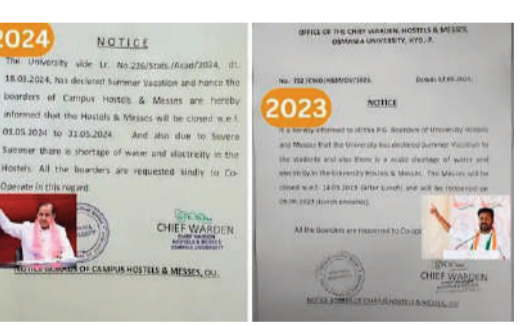 2024
NOTICE
The University vide Lr. No.226/Stats./Acad/2024, dt.
18.03.2024, has declared Summer Vacation and hence the
boarders of Campus Hostels & Messes are hereby
informed that the Hostels & Messes will be closed w.e.f.
01.05.2024 to 31.05.2024. And also due to Severe
Summer there is shortage of water and electricity in the
Hostels. All the boarders are requested kindly to Co-
Operate in this regard.
CHIEF WARDEN
CHIEF WARDEN
HOSTELS & MESSES
OSMANIA UNIVERSITY
OF CAMPUS HOSTELS & MESSES, OU.
OFFICE OF THE CHIEF WARDEN, HOSTELS & MESSES,
OSMANIA UNIVERSITY, HYD.
2023
NOTICE
It is hereby informed to all the P.G. Boarders of University Hostels
and Messes that the University has declared Summer Vacation to
the students and also there is a acute shortage of water and
electricity in the University Hostels & Messes. The Messes will be
closed w.e.f. (after Lunch) and will be reopened on
All the Boarders are requested to Co-op
CHIEF WARDEN
NOTICE BOARDS OF CAMPUS HOSTELS & MESSES, OU